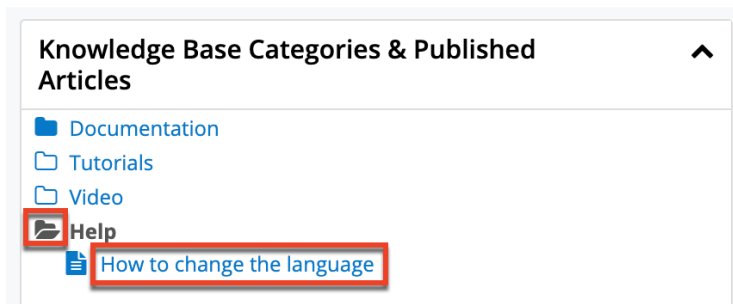 Knowledge Base Categories & Published
Articles
Documentation
Tutorials
Video
Help
How to change the language